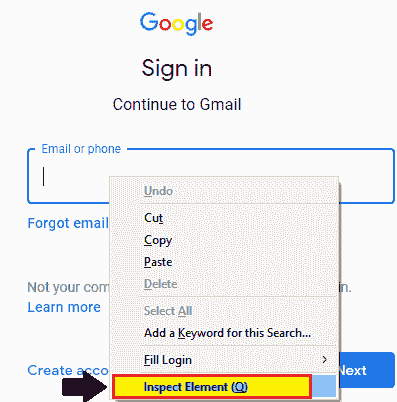 Google
Sign in
Continue to Gmail
Email or phone
Forgot email
Undo
Cut
Copy
Paste
Delete
Select All
Add a Keyword for this Search...
Fill Login
Inspect Element (Q)
Not your com in.
Learn more
Create acco
Next